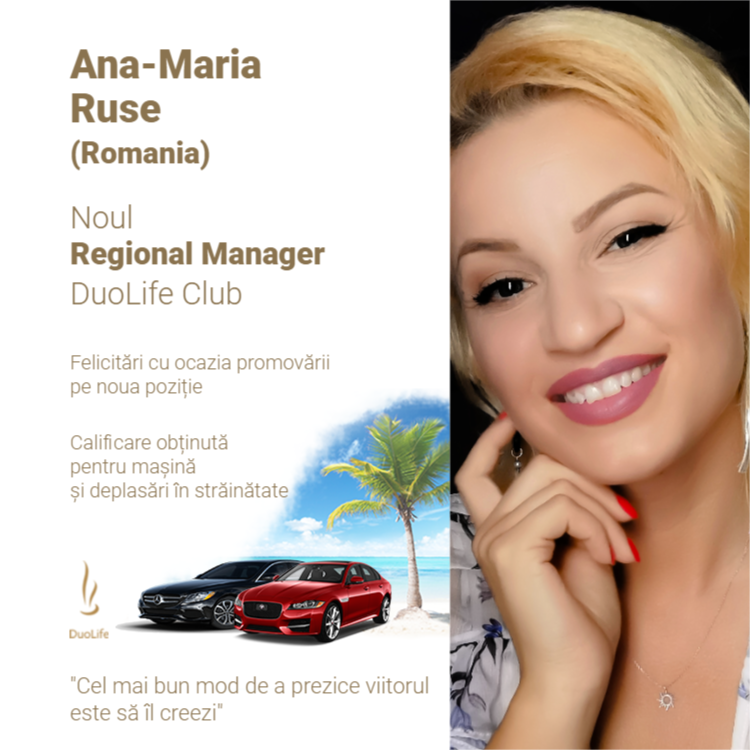 Ana-Maria
Ruse
(Romania)
Noul
Regional Manager
DuoLife Club
Felicitări cu ocazia promovării
pe noua poziție
Calificare obținută
pentru mașină
și deplasări în străinătate
DuoLife
"Cel mai bun mod de a prezice viitorul
este să îl creezi"